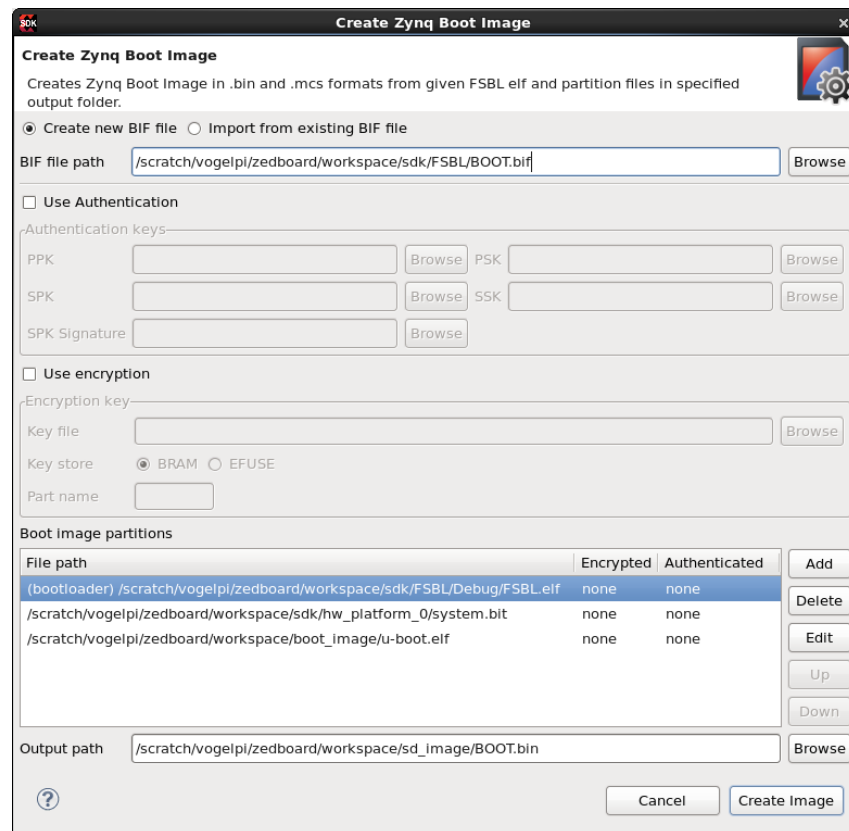 SDK
Create Zynq Boot Image
Create Zynq Boot Image
Creates Zynq Boot Image in .bin and .mcs formats from given FSBL elf and partition files in specified
output folder.
Create new BIF file Import from existing BIF file
BIF file path /scratch/vogelpi/zedboard/workspace/sdk/FSBL/BOOT.bif Browse
Use Authentication
Authentication keys
PPK Browse PSK Browse
SPK Browse SSK Browse
SPK Signature Browse
Use encryption
Encryption key
Key file Browse
Key store BRAM EFUSE
Part name
Boot image partitions
File path Encrypted Authenticated Add
(bootloader) /scratch/vogelpi/zedboard/workspace/sdk/FSBL/Debug/FSBL.elf none none
Delete
/scratch/vogelpi/zedboard/workspace/sdk/hw_platform_0/system.bit none none
/scratch/vogelpi/zedboard/workspace/boot_image/u-boot.elf none none Edit
Up
Down
Output path /scratch/vogelpi/zedboard/workspace/sd_image/BOOT.bin Browse
? Cancel Create Image